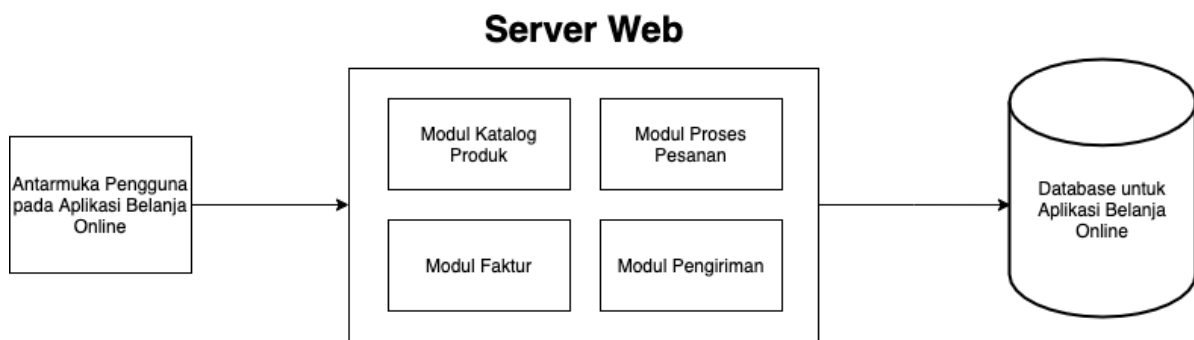 Server Web
Antarmuka Pengguna
pada Aplikasi Belanja
Online
Modul Katalog
Produk
Modul Proses
Pesanan
Modul Faktur
Modul Pengiriman
Database untuk
Aplikasi Belanja
Online